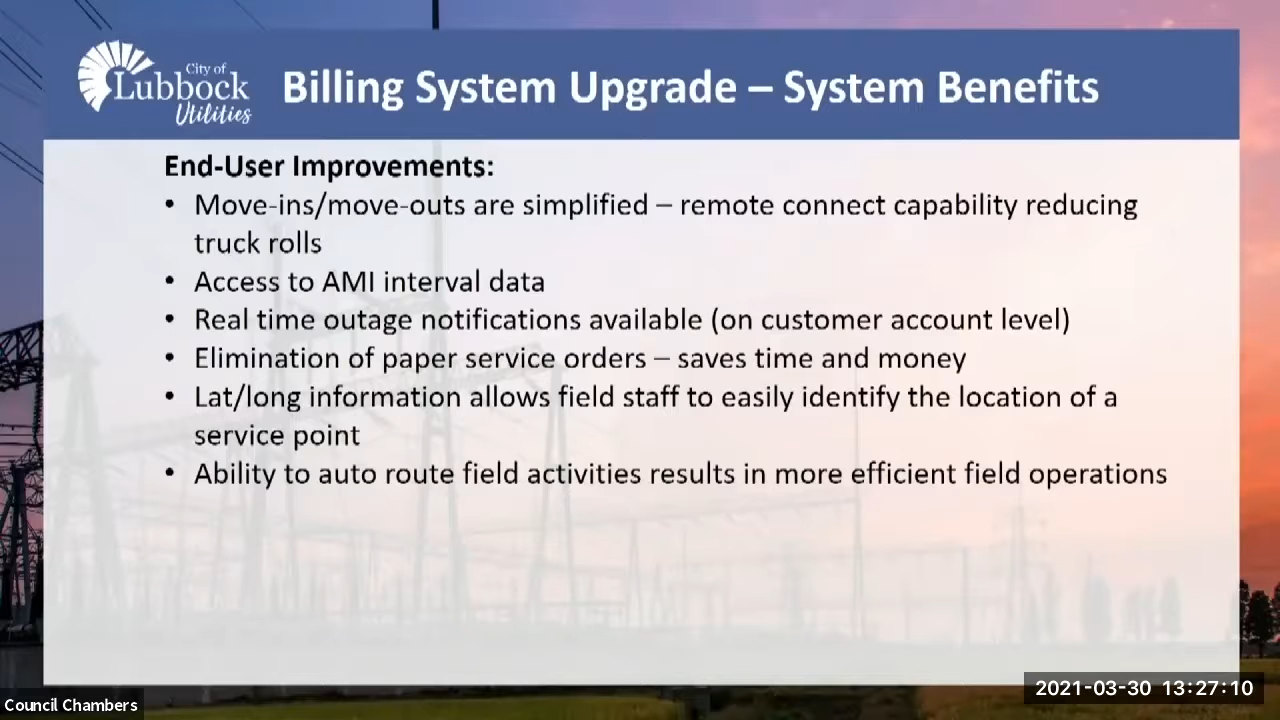 City of
Lubbock
Utilities
Billing System Upgrade – System Benefits
End-User Improvements:
• Move-ins/move-outs are simplified – remote connect capability reducing
truck rolls
• Access to AMI interval data
• Real time outage notifications available (on customer account level)
• Elimination of paper service orders – saves time and money
• Lat/long information allows field staff to easily identify the location of a
service point
• Ability to auto route field activities results in more efficient field operations
Council Chambers
2021-03-30 13:27:10